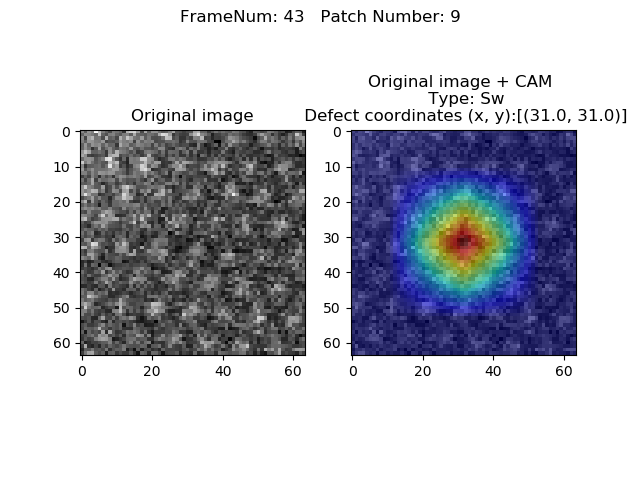 FrameNum: 43   Patch Number: 9
Original image
Original image + CAM
Type: Sw
Defect coordinates (x, y):[(31.0, 31.0)]
0
10
20
30
40
50
60
0 20 40 60
0
10
20
30
40
50
60
0 20 40 60